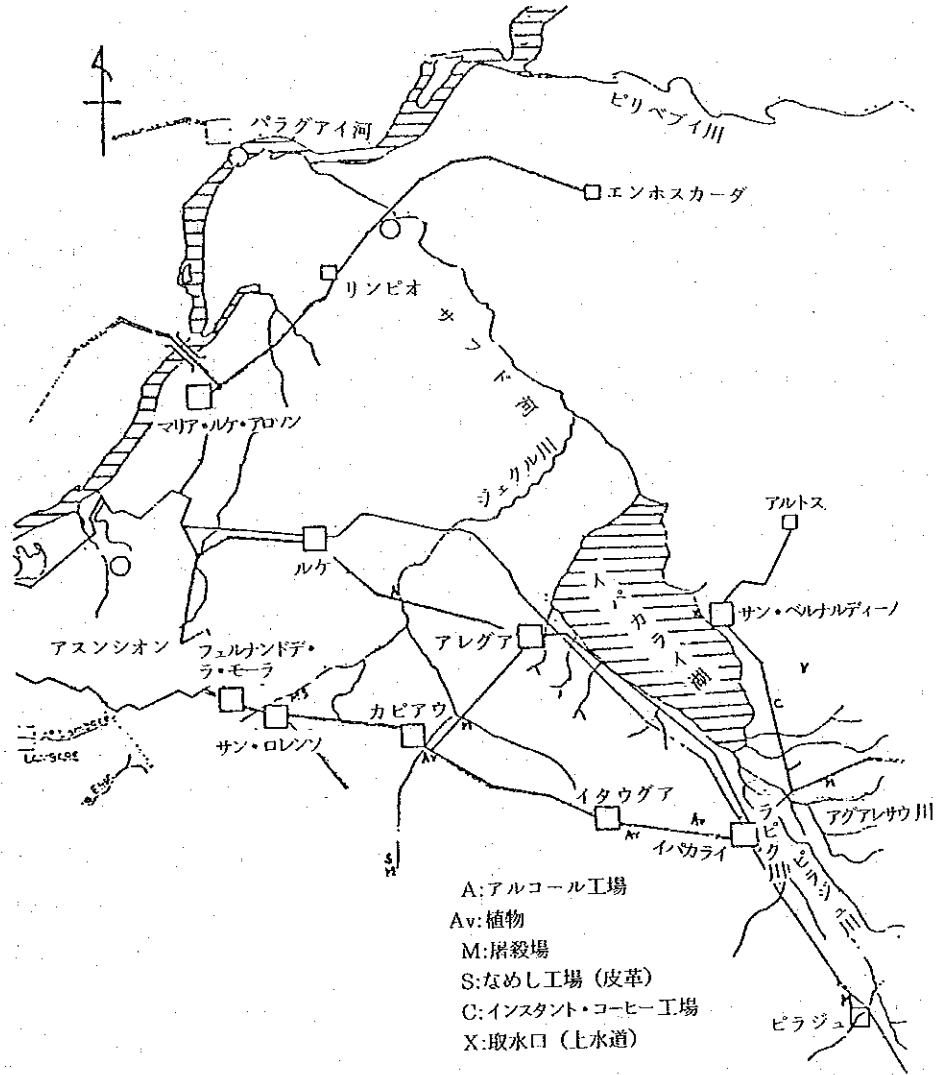 ピリベブイ川
パラグアイ河
エンホスカーダ
リンピオ
サラド河
マリア・ルケ・アロソン
ジュクル川
アルトス
ルケ
イパカライ湖
サン・ベルナルディーノ
アレグア
アスンシオン
フェルナンドデ・
ラ・モーラ
MS
カピアウ
サン・ロレンソ
M
Av
C
M
イタウグア
アグアレサウ川
Av
Av
イパカライ
ラピク川
ピラジュ川
S
M
A:アルコール工場
Av:植物
M:屠殺場
S:なめし工場（皮革）
C:インスタント・コーヒー工場
X:取水口（上水道）
M
ピラジュ